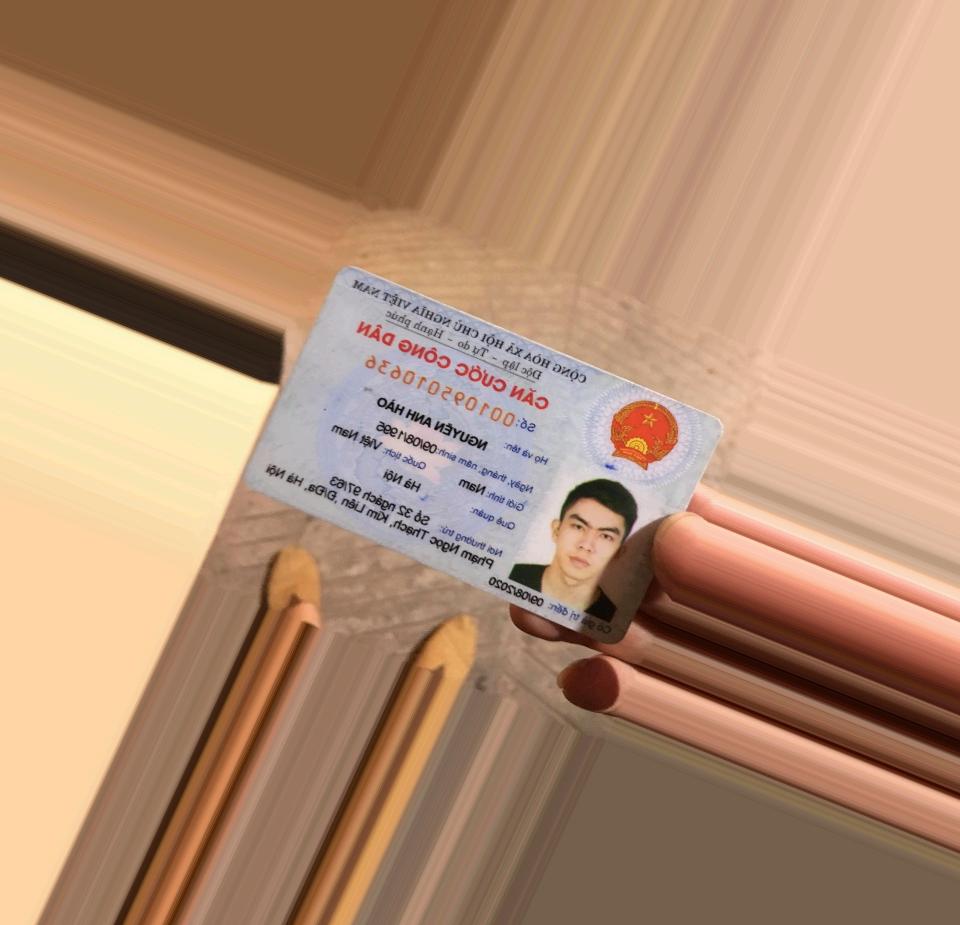 CỘNG HÒA XÃ HỘI CHỦ NGHĨA VIỆT NAM
Độc lập - Tự do - Hạnh phúc
CĂN CƯỚC CÔNG DÂN
Số: 001095010636
Họ và tên: NGUYỄN ANH HÀO
Ngày, tháng, năm sinh: 09/08/1995
Giới tính: Nam Quốc tịch: Việt Nam
Quê quán: Hà Nội
Nơi thường trú: Số 32 ngách 97/63
Phạm Ngọc Thạch, Kim Liên, Đ/Đa, Hà Nội
Có giá trị đến: 09/08/2020